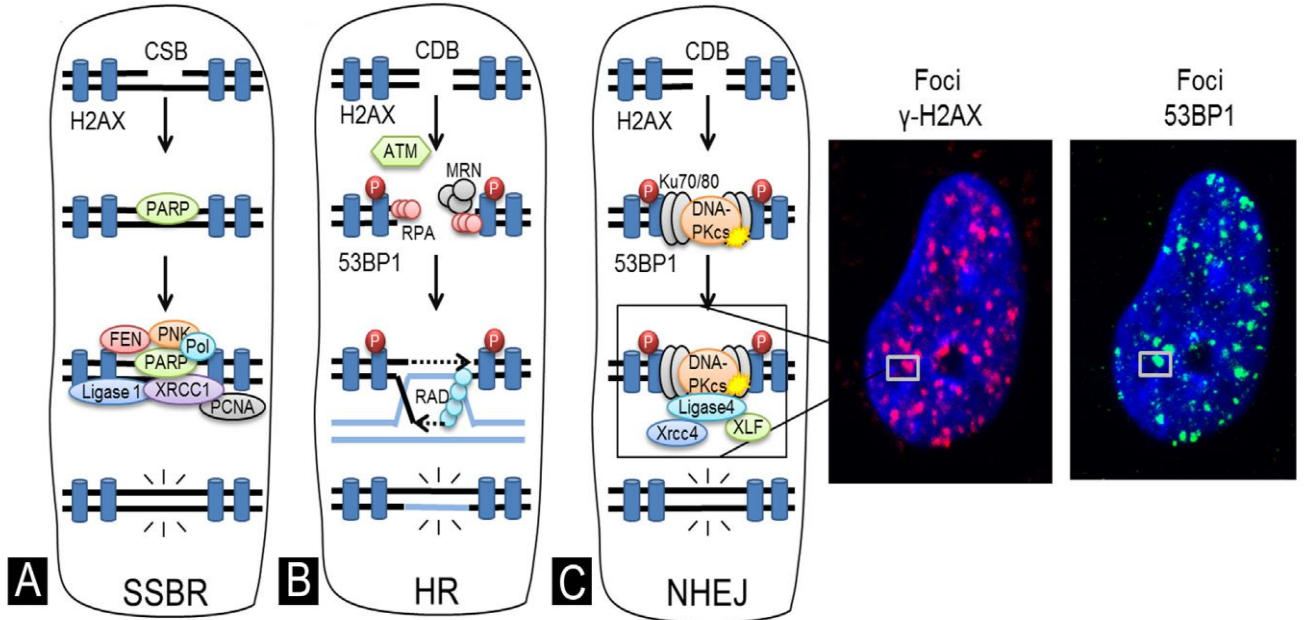 CSB
H2AX
PARP
FEN
PNK
Pol
PARP
Ligase 1
XRCC1
PCNA
A
SSBR
CDB
H2AX
ATM
MRN
P
P
RPA
53BP1
P
P
RAD
B
HR
CDB
H2AX
P
Ku70/80
P
DNA-
PKcs
53BP1
P
P
DNA-
PKcs
Ligase4
Xrcc4
XLF
C
NHEJ
Foci
γ-H2AX
Foci
53BP1